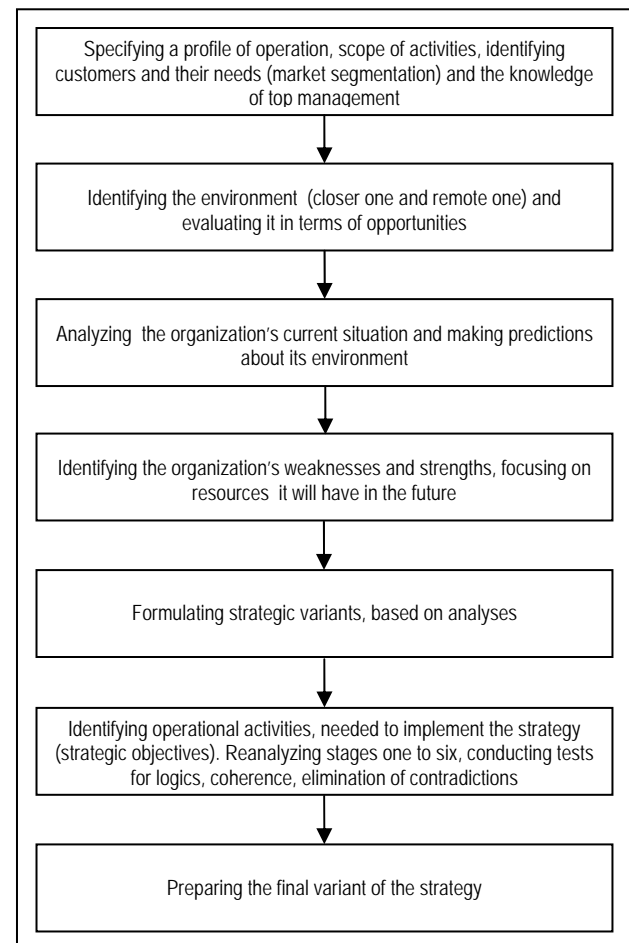 Specifying a profile of operation, scope of activities, identifying
customers and their needs (market segmentation) and the knowledge
of top management
Identifying the environment (closer one and remote one) and
evaluating it in terms of opportunities
Analyzing the organization's current situation and making predictions
about its environment
Identifying the organization's weaknesses and strengths, focusing on
resources it will have in the future
Formulating strategic variants, based on analyses
Identifying operational activities, needed to implement the strategy
(strategic objectives). Reanalyzing stages one to six, conducting tests
for logics, coherence, elimination of contradictions
Preparing the final variant of the strategy